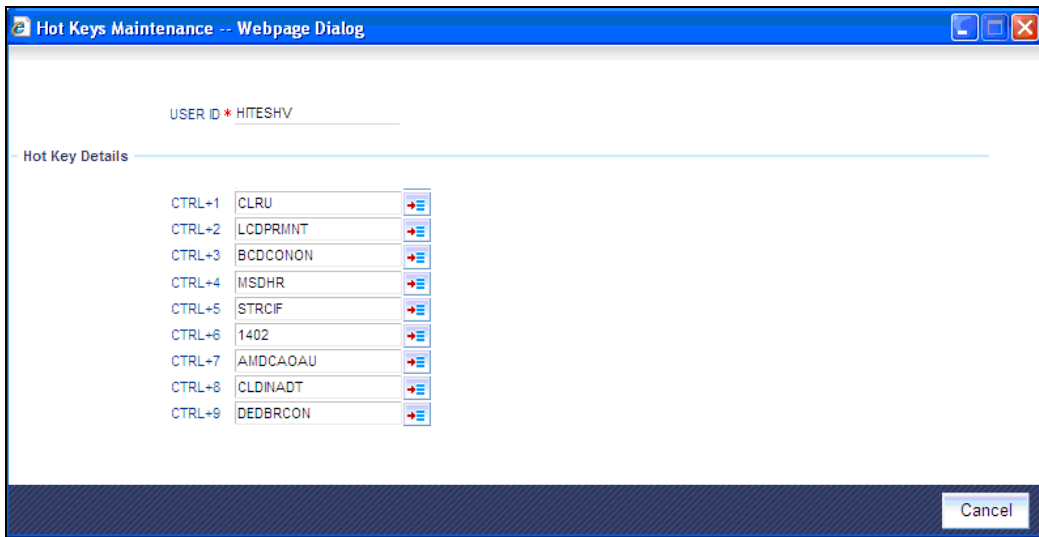 Hot Keys Maintenance -- Webpage Dialog
USER ID * HITESHV
Hot Key Details
CTRL+1 CLRU
CTRL+2 LCDPRMNT
CTRL+3 BCDCONON
CTRL+4 MSDHR
CTRL+5 STRCIF
CTRL+6 1402
CTRL+7 AMDCAOAU
CTRL+8 CLDINADT
CTRL+9 DEDBRCON
Cancel